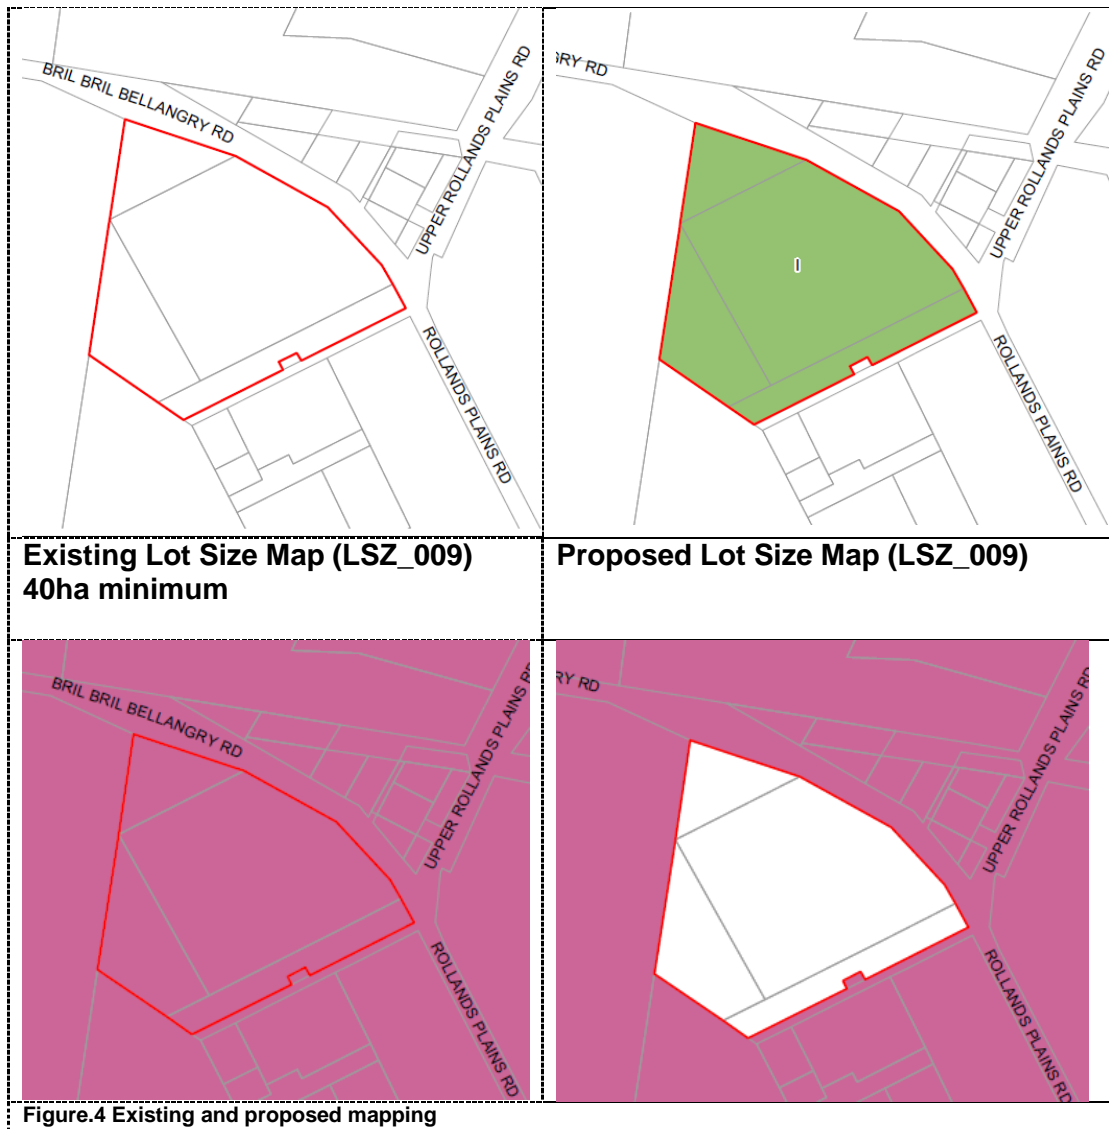 BRIL BRIL BELLANGRY RD
UPPER ROLLANDS PLAINS RD
ROLLANDS PLAINS RD
GRY RD
UPPER ROLLANDS PLAINS RD
I
ROLLANDS PLAINS RD
Existing Lot Size Map (LSZ_009)
40ha minimum
Proposed Lot Size Map (LSZ_009)
BRIL BRIL BELLANGRY RD
UPPER ROLLANDS PLAINS RD
ROLLANDS PLAINS RD
RY RD
UPPER ROLLANDS PLAINS RD
ROLLANDS PLAINS RD
Figure.4 Existing and proposed mapping